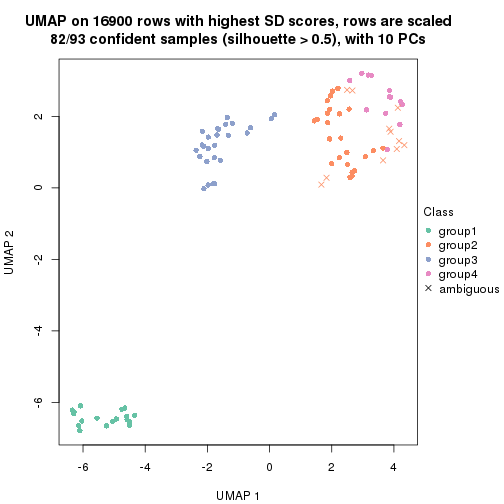 UMAP on 16900 rows with highest SD scores, rows are scaled
82/93 confident samples (silhouette > 0.5), with 10 PCs
UMAP 2
2
0
-2
-4
-6
-6 -4 -2 0 2 4
UMAP 1
Class
group1
group2
group3
group4
ambiguous